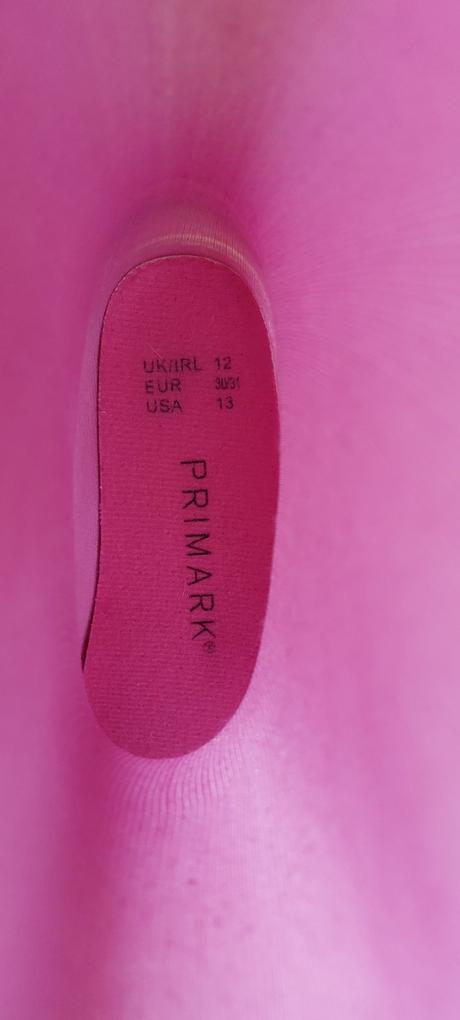 UK/IRL 12
EUR 30/31
USA 13
PRIMARK®